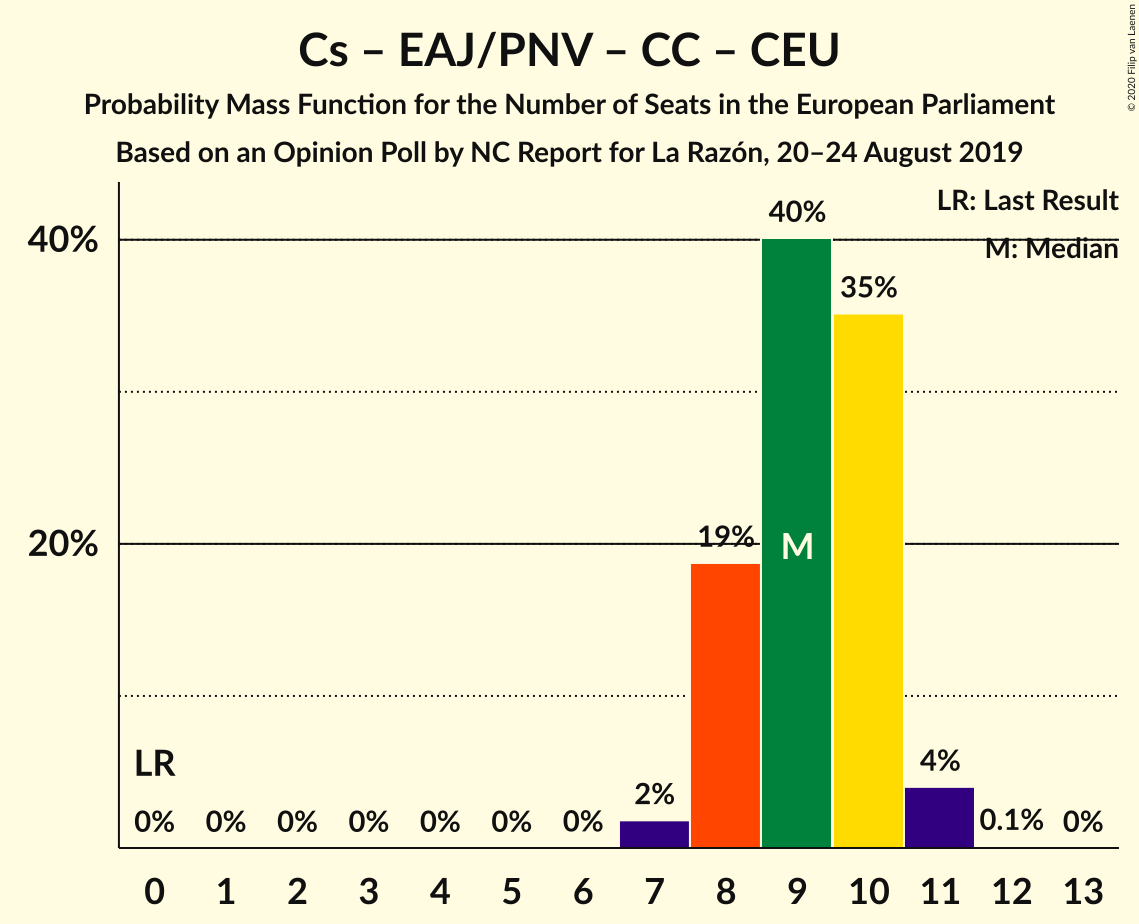 Cs – EAJ/PNV – CC – CEU
Probability Mass Function for the Number of Seats in the European Parliament
Based on an Opinion Poll by NC Report for La Razón, 20–24 August 2019
© 2020 Filip van Laenen
LR: Last Result
M: Median
40%
20%
40%
35%
19%
M
LR
4%
2%
0% 0% 0% 0% 0% 0% 0% 0.1% 0%
0 1 2 3 4 5 6 7 8 9 10 11 12 13